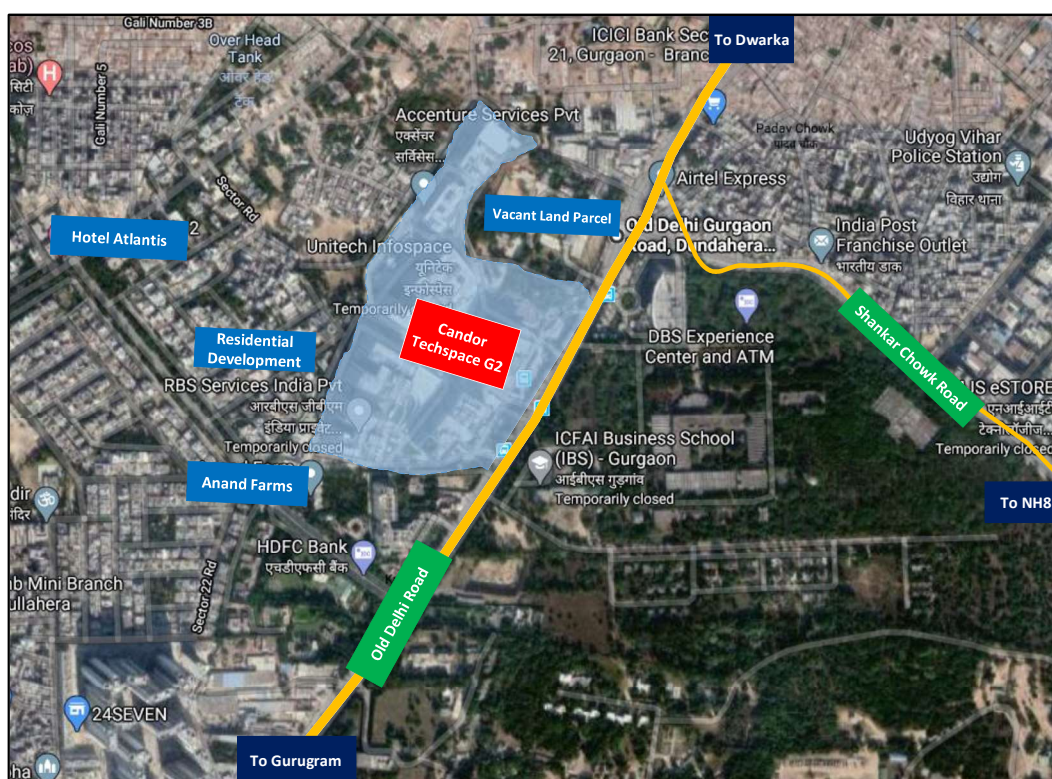 Gali Number 3B
Over Head
Tank
ICICI Bank Sec
21, Gurgaon - Branc
To Dwarka
सिटी
Gali Number 5
Accenture Services Pvt
एक्सेंचर
सर्विसेस...
Padav Chowk
Udyog Vihar
Police Station
उद्योग
विहार थाना
Airtel Express
Sector Rd
Vacant Land Parcel
Hotel Atlantis
2
Old Delhi Gurgaon
Road, Dundahera...
India Post
Franchise Outlet
भारतीय डाक
Unitech Infospace
यूनिटेक
इन्फोस्पेस
Temporarily
Candor
Techspace G2
DBS Experience
Center and ATM
Shankar Chowk Road
Residential
Development
RBS Services India Pvt
आरबीएस जीबीएम
इंडिया प्राइवेट...
Temporarily closed
IS eSTORE
एनआईआईटी
Temporarily closed
ICFAI Business School
(IBS) - Gurgaon
आईबीएस गुड़गांव
Temporarily closed
Anand Farms
To NH8
HDFC Bank
एचडीएफसी बैंक
Old Delhi Road
Mini Branch
Sector 22 Rd
24SEVEN
To Gurugram